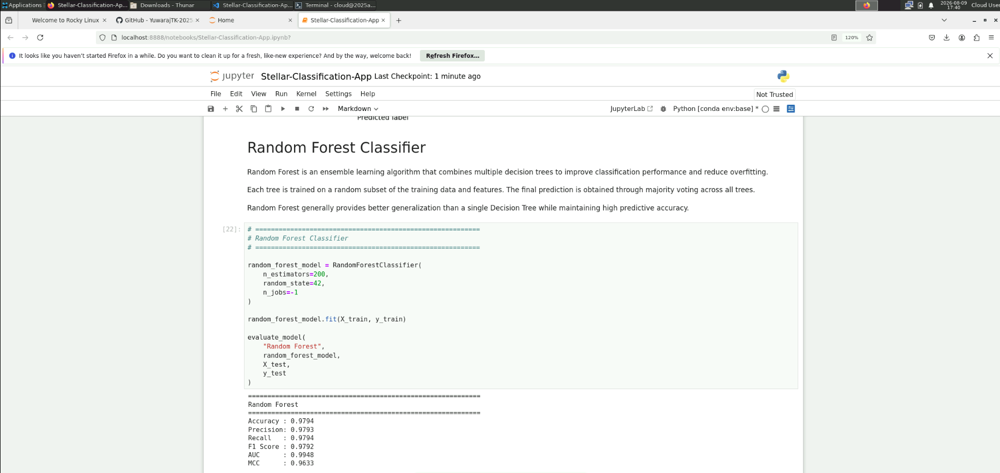 Applications Stellar-Classification-Ap... Downloads - Thunar Stellar-Classification-Ap... Terminal - cloud@2025a... 2026-08-09 17:40 Cloud User
Welcome to Rocky Linux GitHub - YuwarajTK-2025 Home Stellar-Classification-App
localhost:8888/notebooks/Stellar-Classification-App.ipynb? 120%
It looks like you haven't started Firefox in a while. Do you want to clean it up for a fresh, like-new experience? And by the way, welcome back! Refresh Firefox...
jupyter Stellar-Classification-App Last Checkpoint: 1 minute ago
File Edit View Run Kernel Settings Help Not Trusted
Markdown JupyterLab Python [conda env:base] *
Predicted label
Random Forest Classifier
Random Forest is an ensemble learning algorithm that combines multiple decision trees to improve classification performance and reduce overfitting.
Each tree is trained on a random subset of the training data and features. The final prediction is obtained through majority voting across all trees.
Random Forest generally provides better generalization than a single Decision Tree while maintaining high predictive accuracy.
[22]: # ==========================================================
# Random Forest Classifier
# ==========================================================
random_forest_model = RandomForestClassifier(
n_estimators=200,
random_state=42,
n_jobs=-1
)
random_forest_model.fit(X_train, y_train)
evaluate_model(
"Random Forest",
random_forest_model,
X_test,
y_test
)
============================================================
Random Forest
============================================================
Accuracy : 0.9794
Precision: 0.9793
Recall : 0.9794
F1 Score : 0.9792
AUC : 0.9948
MCC : 0.9633